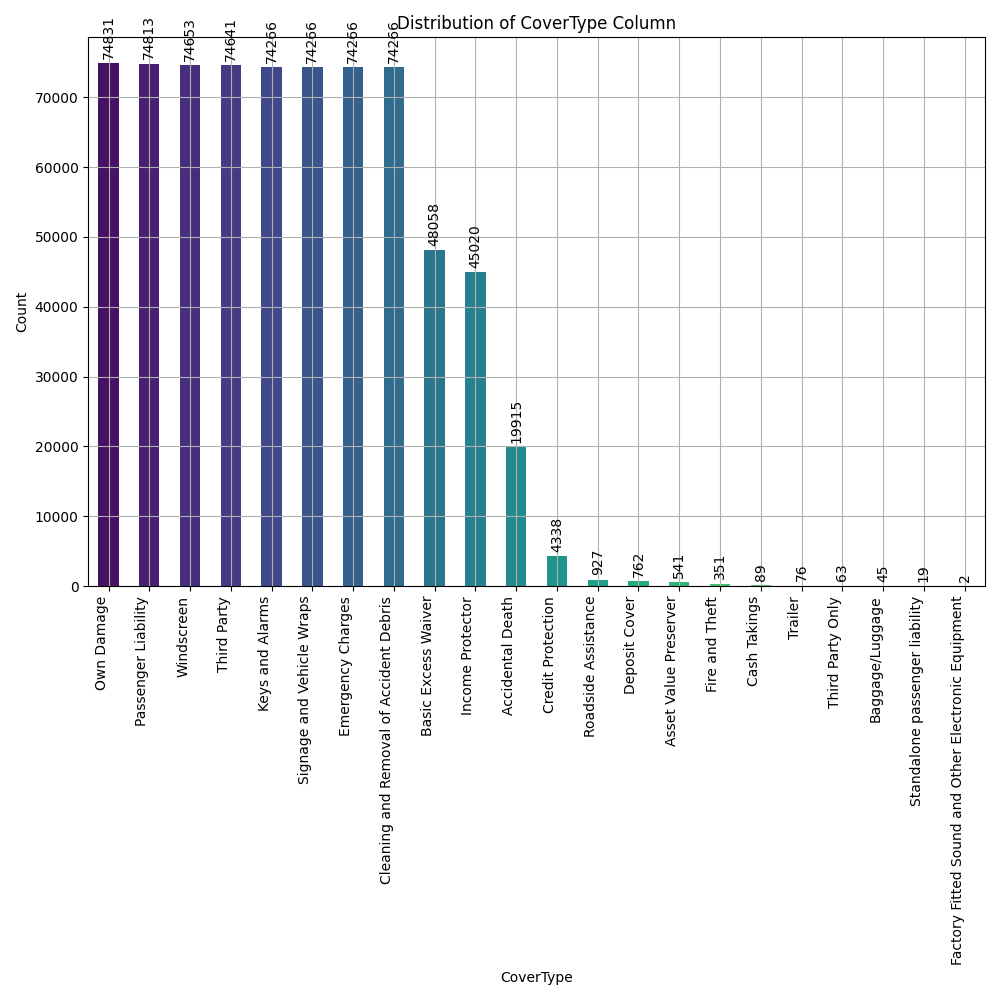 Distribution of CoverType Column
74831
74813
74653
74641
74266
74266
74266
74266
48058
45020
19915
4338
927
762
541
351
89
76
63
45
19
2
Count
70000
60000
50000
40000
30000
20000
10000
0
Own Damage
Passenger Liability
Windscreen
Third Party
Keys and Alarms
Signage and Vehicle Wraps
Emergency Charges
Cleaning and Removal of Accident Debris
Basic Excess Waiver
Income Protector
Accidental Death
Credit Protection
Roadside Assistance
Deposit Cover
Asset Value Preserver
Fire and Theft
Cash Takings
Trailer
Third Party Only
Baggage/Luggage
Standalone passenger liability
Factory Fitted Sound and Other Electronic Equipment
CoverType